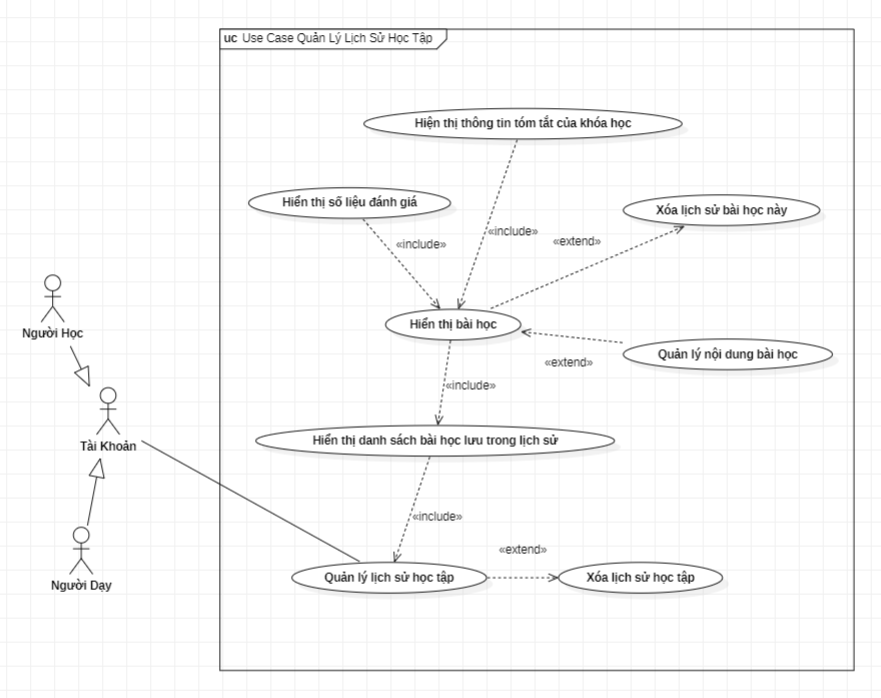 uc Use Case Quản Lý Lịch Sử Học Tập
Hiện thị thông tin tóm tắt của khóa học
Hiển thị số liệu đánh giá
Xóa lịch sử bài học này
«include»
«include»
«extend»
Người Học
Hiển thị bài học
Quản lý nội dung bài học
«extend»
«include»
Tài Khoản
Hiển thị danh sách bài học lưu trong lịch sử
«include»
«extend»
Người Dạy
Quản lý lịch sử học tập
Xóa lịch sử học tập